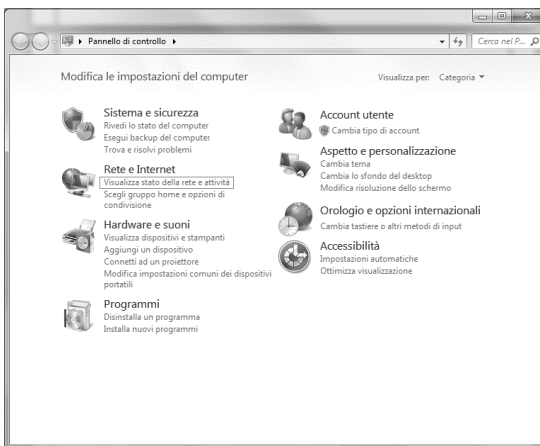 Pannello di controllo
Cerca nel P...
Modifica le impostazioni del computer
Visualizza per: Categoria
Sistema e sicurezza
Rivedi lo stato del computer
Esegui backup del computer
Trova e risolvi problemi
Rete e Internet
Visualizza stato della rete e attività
Scegli gruppo home e opzioni di
condivisione
Hardware e suoni
Visualizza dispositivi e stampanti
Aggiungi un dispositivo
Connetti ad un proiettore
Modifica impostazioni comuni dei dispositivi
portatili
Programmi
Disinstalla un programma
Installa nuovi programmi
Account utente
Cambia tipo di account
Aspetto e personalizzazione
Cambia tema
Cambia lo sfondo del desktop
Modifica risoluzione dello schermo
Orologio e opzioni internazionali
Cambia tastiere o altri metodi di input
Accessibilità
Impostazioni automatiche
Ottimizza visualizzazione